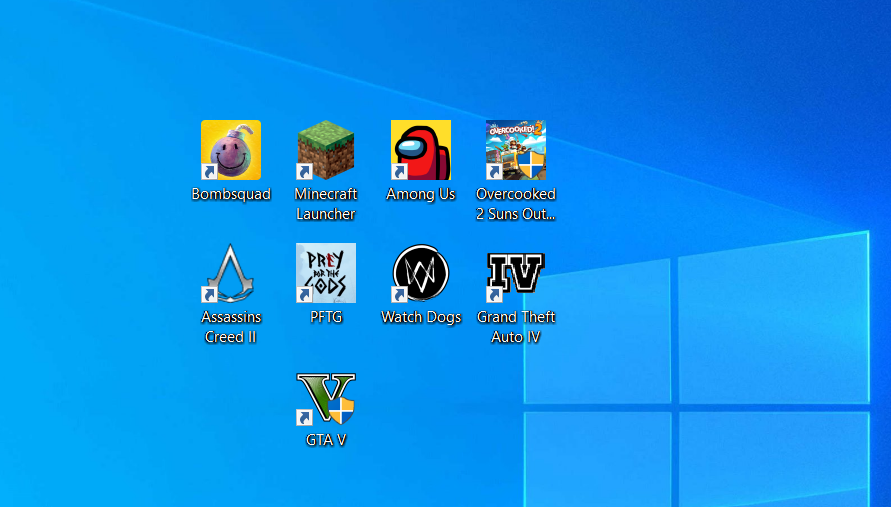 OVERCOOKED! 2
Bombsquad
Minecraft
Launcher
Among Us
Overcooked
2 Suns Out...
PREY
FOR THE
GODS
W
IV
Assassins
Creed II
PFTG
Watch Dogs
Grand Theft
Auto IV
V
GTA V